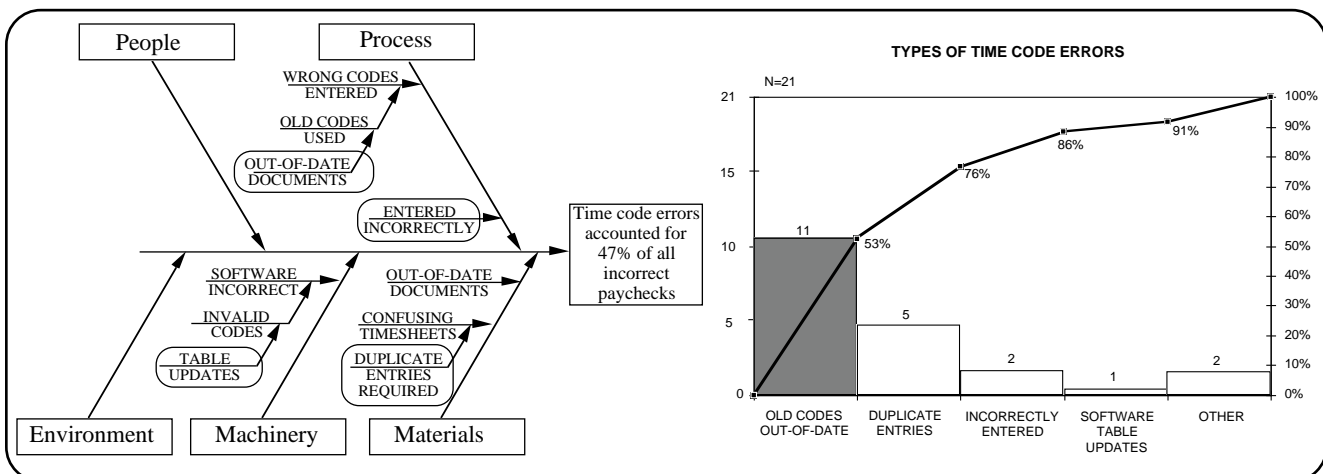 People
Process
WRONG CODES
ENTERED
OLD CODES
USED
OUT-OF-DATE
DOCUMENTS
ENTERED
INCORRECTLY
Time code errors
accounted for
47% of all
incorrect
paychecks
SOFTWARE
INCORRECT
INVALID
CODES
TABLE
UPDATES
OUT-OF-DATE
DOCUMENTS
CONFUSING
TIMESHEETS
DUPLICATE
ENTRIES
REQUIRED
Environment
Machinery
Materials
TYPES OF TIME CODE ERRORS
N=21
21
15
10
5
0
100%
90%
80%
70%
60%
50%
40%
30%
20%
10%
0%
53%
76%
86%
91%
11
5
2
1
2
OLD CODES
OUT-OF-DATE
DUPLICATE
ENTRIES
INCORRECTLY
ENTERED
SOFTWARE
TABLE
UPDATES
OTHER